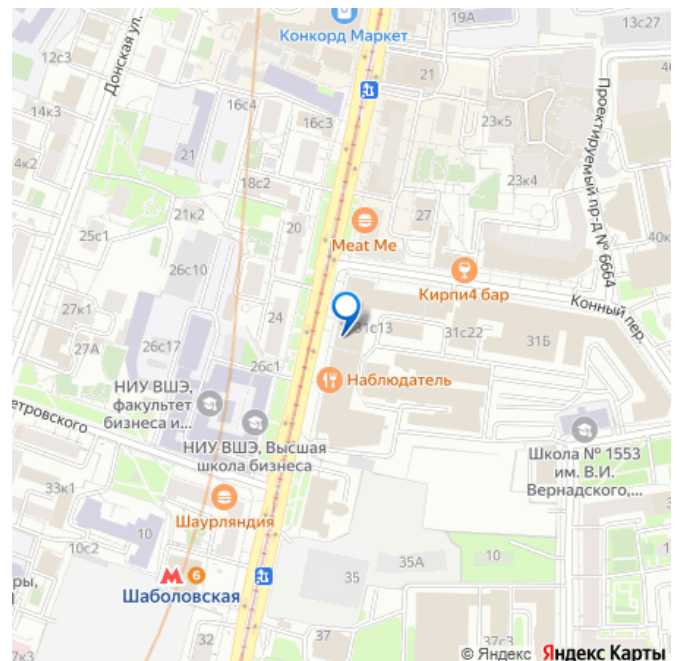 19А
13с27
Конкорд Маркет
12с3
Донская ул.
21
4
16с4
14к3
16с3
23к5
Проектируемый пр-д № 6664
4к2
21
18с2
23к4
21к2
27
25с1
Meat Me
40к
26с10
Кирпи4 бар
Конный пер.
27к1
24
31с13
31с22
31Б
27А
26с17
26с1
Наблюдатель
НИУ ВШЭ,
факультет
бизнеса и...
етровского
НИУ ВШЭ, Высшая
школа бизнеса
Школа № 1553
им. В.И.
Вернадского,...
33к1
Шаурляндия
10
10с2
35А
10
35
М 6
Шаболовская
ры,
32
37
37с3
7к3
© Яндекс Яндекс Карты